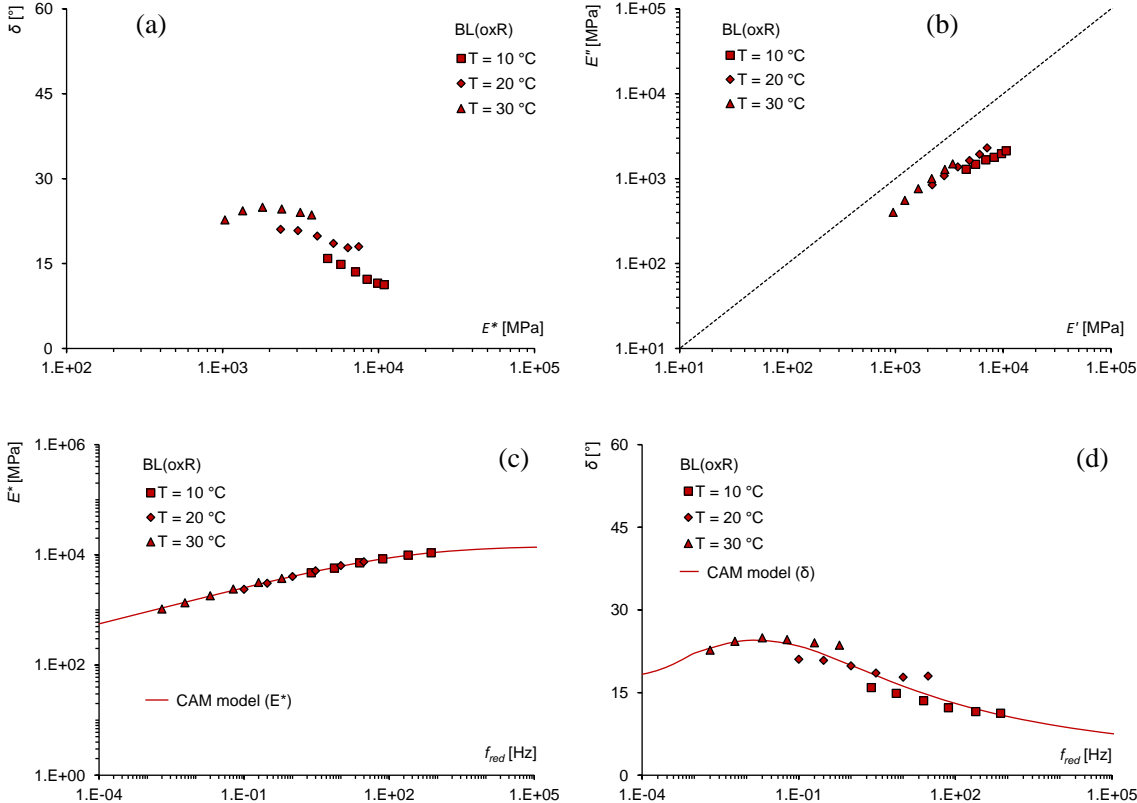 (a)
δ [°]
60
45
30
15
0
BL(oxR)
T = 10 °C
T = 20 °C
T = 30 °C
E* [MPa]
1.E+02 1.E+03 1.E+04 1.E+05
(b)
E'' [MPa]
1.E+05
1.E+04
1.E+03
1.E+02
1.E+01
BL(oxR)
T = 10 °C
T = 20 °C
T = 30 °C
E' [MPa]
1.E+01 1.E+02 1.E+03 1.E+04 1.E+05
(c)
E* [MPa]
1.E+06
1.E+04
1.E+02
1.E+00
BL(oxR)
T = 10 °C
T = 20 °C
T = 30 °C
CAM model (E*)
fred [Hz]
1.E-04 1.E-01 1.E+02 1.E+05
(d)
δ [°]
60
45
30
15
0
BL(oxR)
T = 10 °C
T = 20 °C
T = 30 °C
CAM model (δ)
fred [Hz]
1.E-04 1.E-01 1.E+02 1.E+05